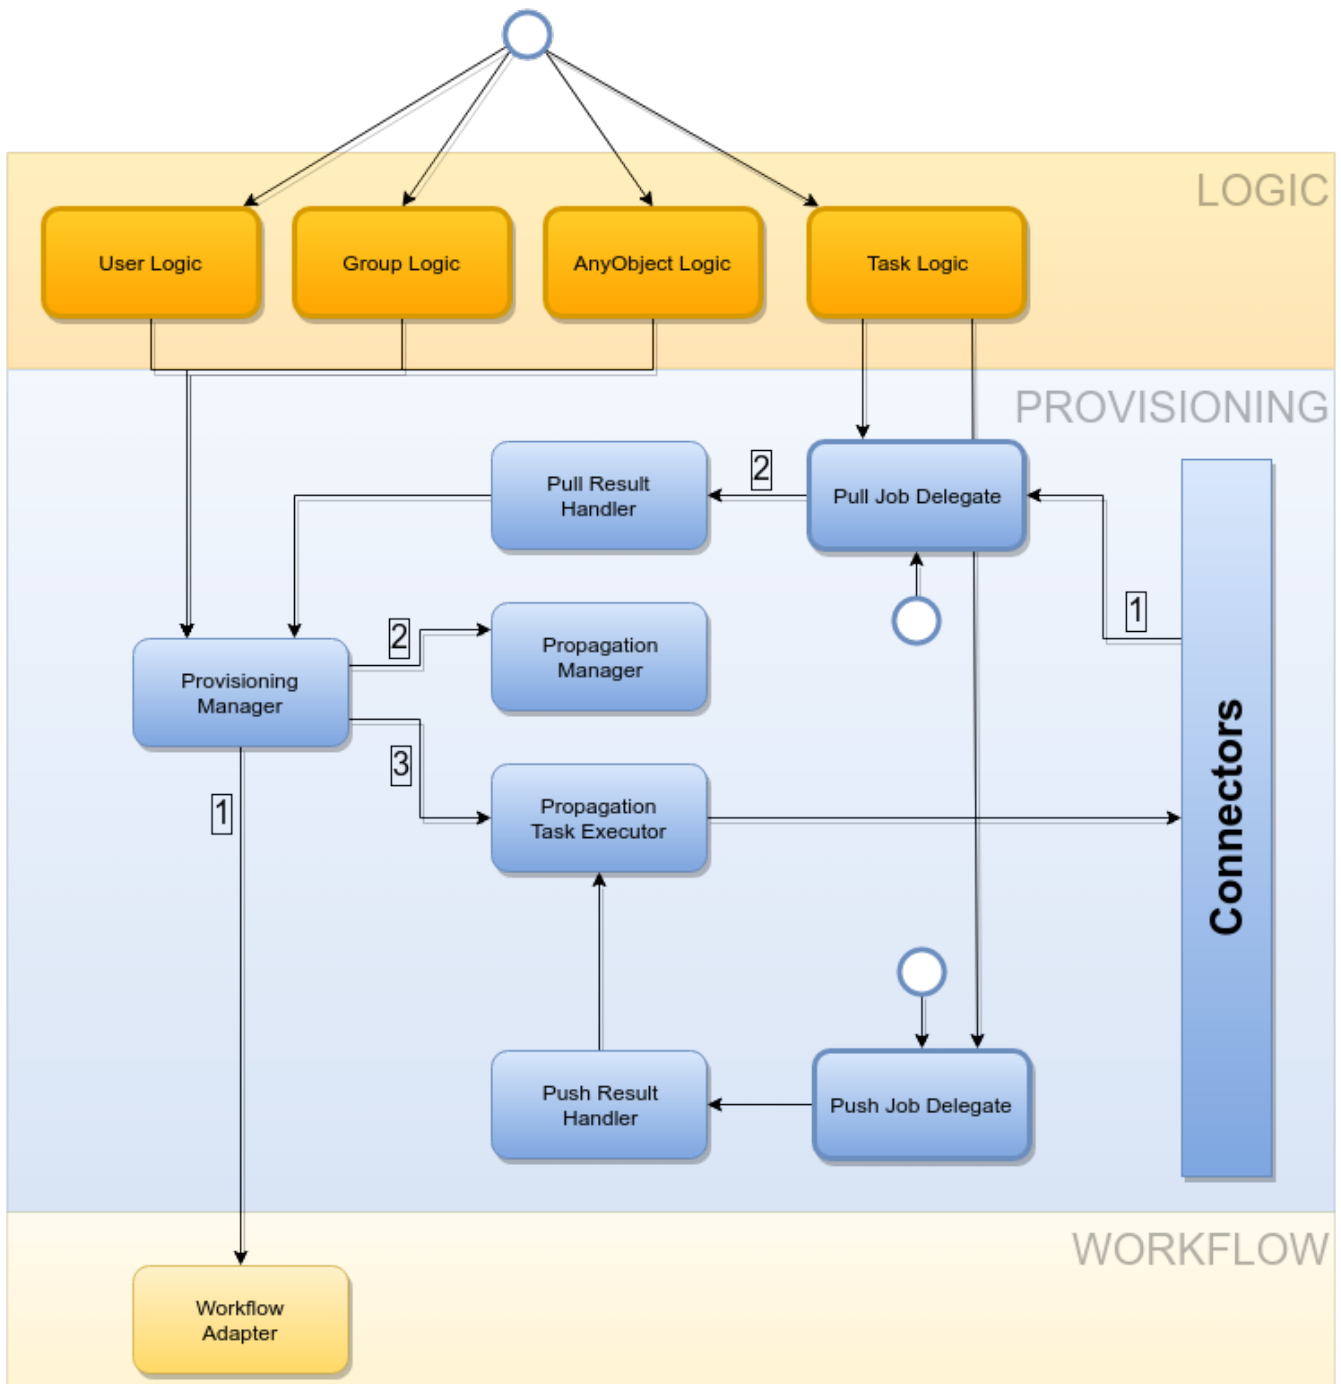 LOGIC
User Logic
Group Logic
AnyObject Logic
Task Logic
PROVISIONING
Pull Result
Handler
2
Pull Job Delegate
1
Provisioning
Manager
2
Propagation
Manager
3
1
Propagation
Task Executor
Connectors
Push Result
Handler
Push Job Delegate
WORKFLOW
Workflow
Adapter